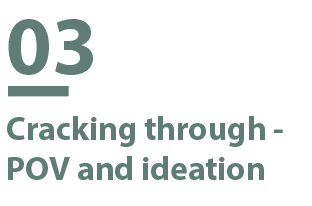 03
Cracking through -
POV and ideation